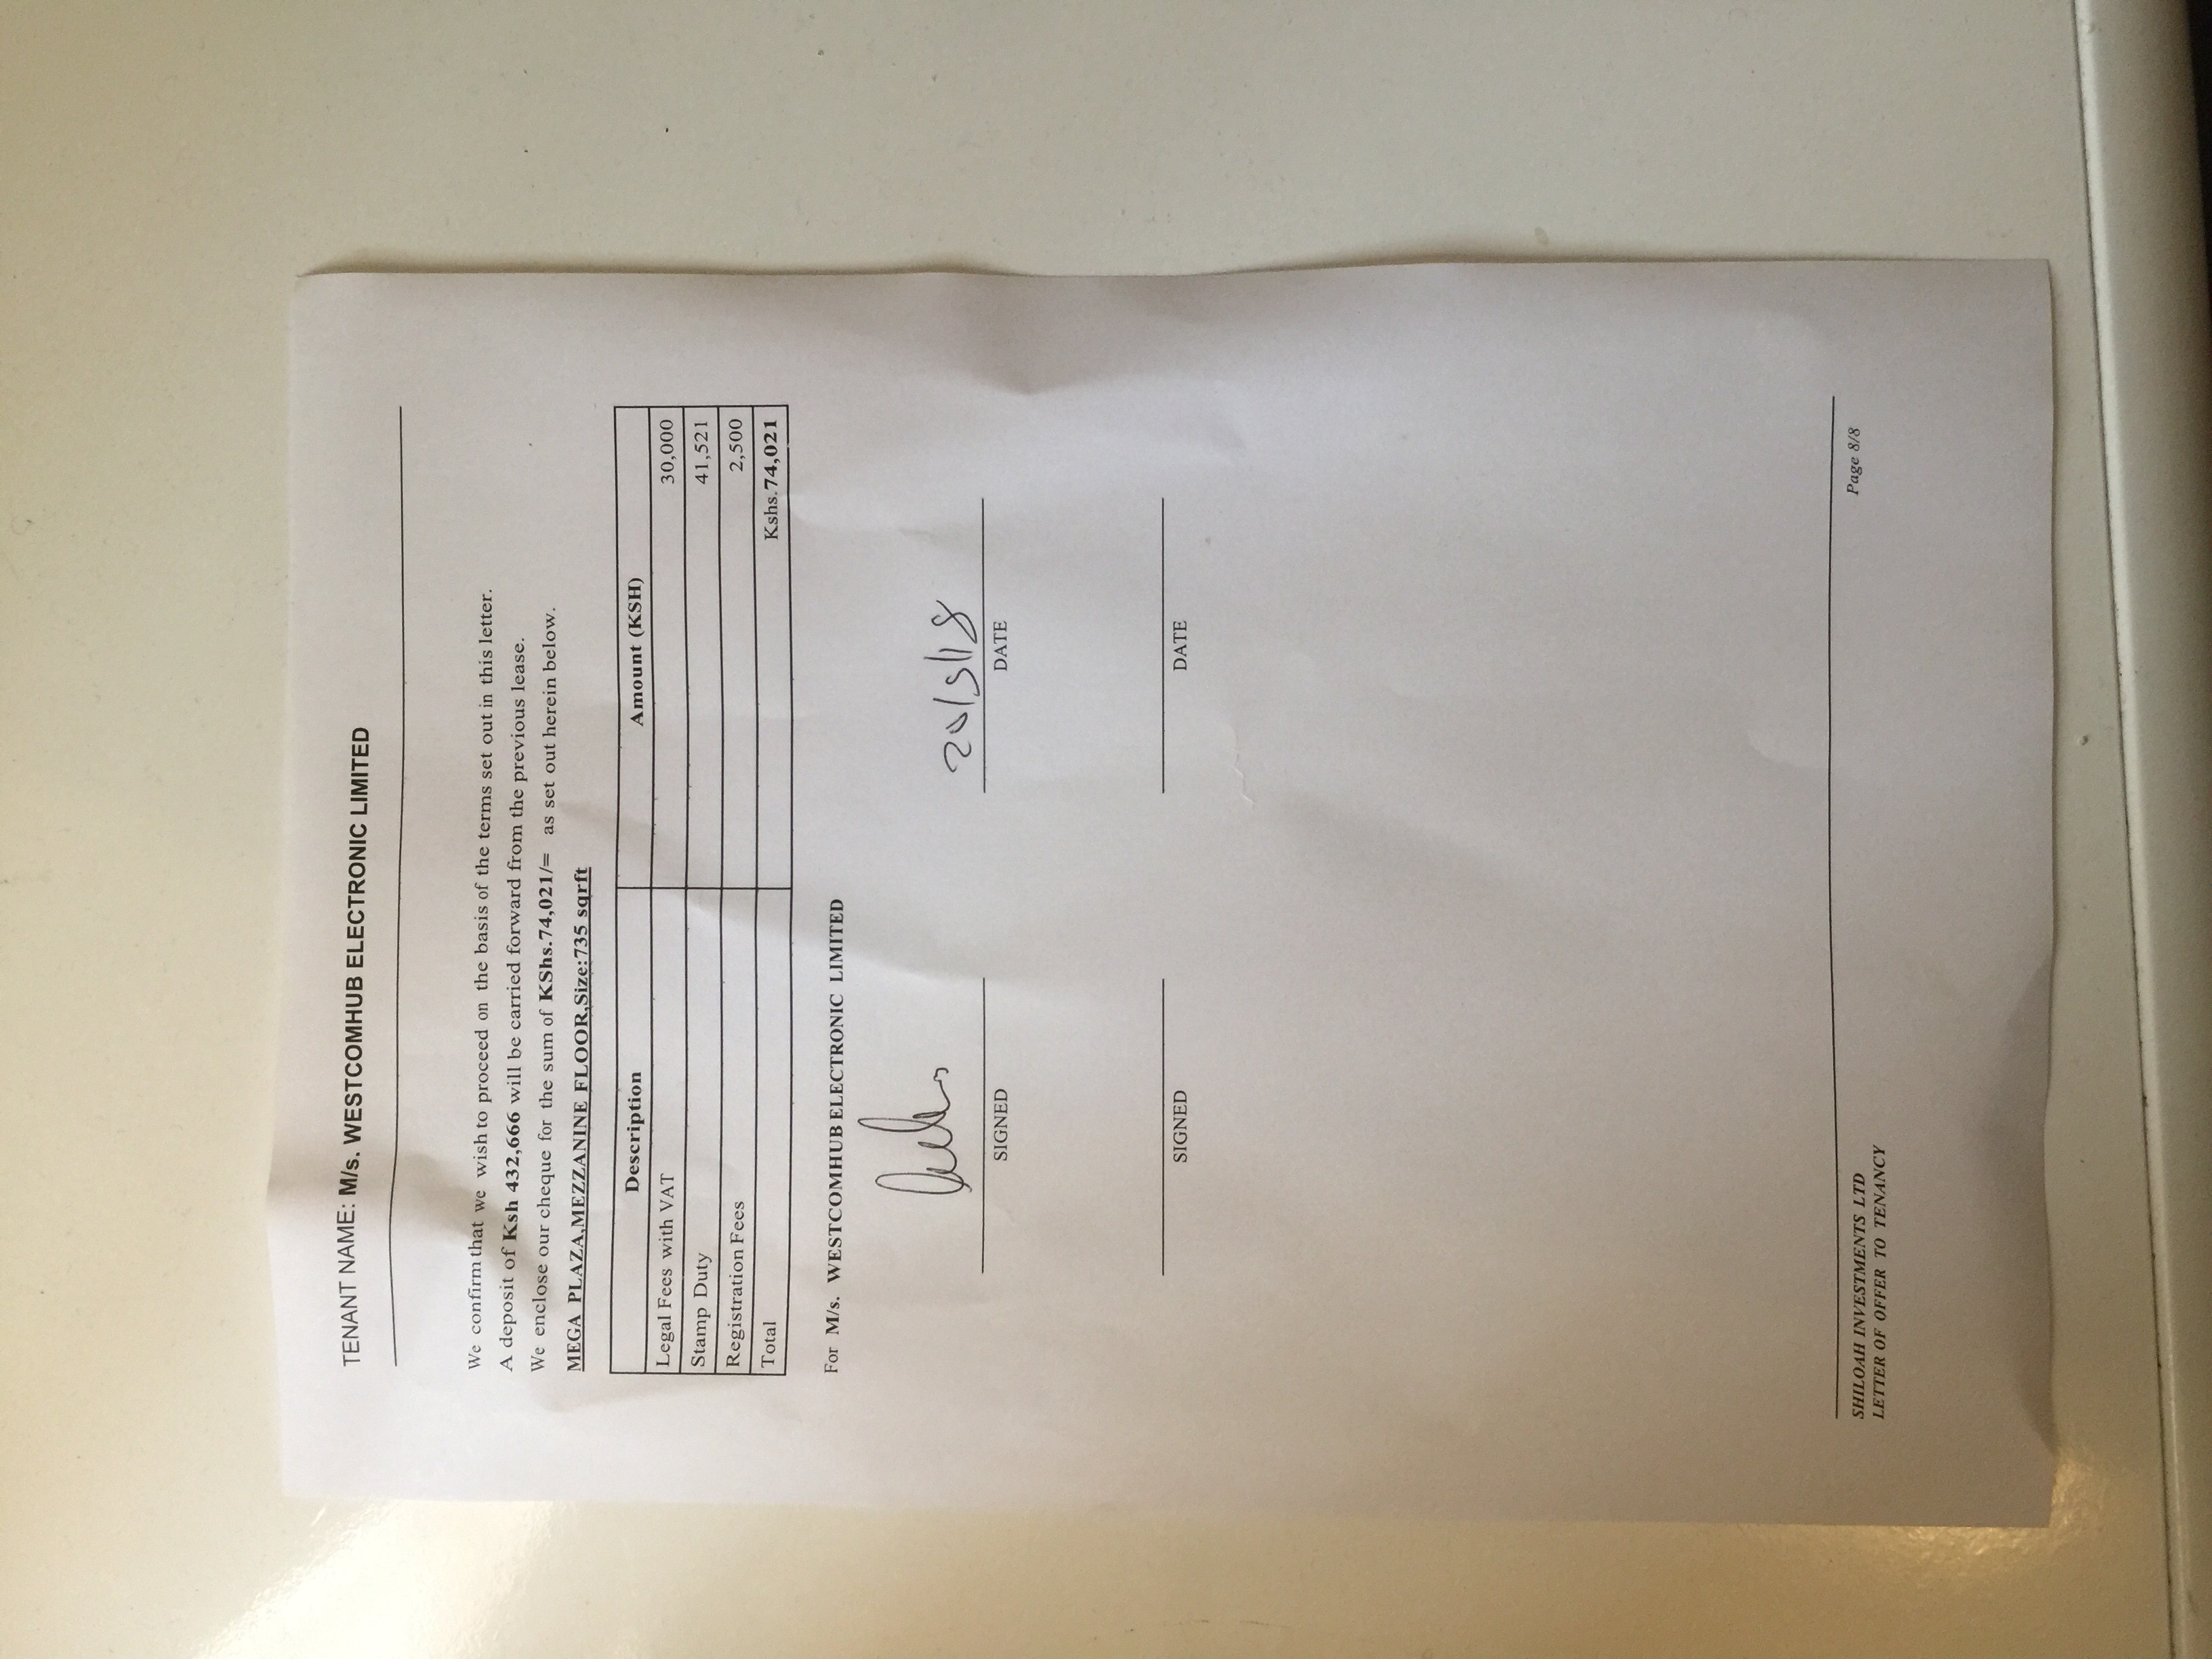 TENANT NAME: M/s. WESTCOMHUB ELECTRONIC LIMITED
We confirm that we wish to proceed on the basis of the terms set out in this letter.
A deposit of Ksh 432,666 will be carried forward from the previous lease.
We enclose our cheque for the sum of KShs.74,021/= as set out herein below.
MEGA PLAZA,MEZZANINE FLOOR,Size:735 sqrft
Description Amount (KSH)
Legal Fees with VAT 30,000
Stamp Duty 41,521
Registration Fees 2,500
Total Kshs.74,021
For M/s. WESTCOMHUB ELECTRONIC LIMITED
20/5/18
SIGNED DATE
SIGNED DATE
SHILOAH INVESTMENTS LTD Page 8/8
LETTER OF OFFER TO TENANCY